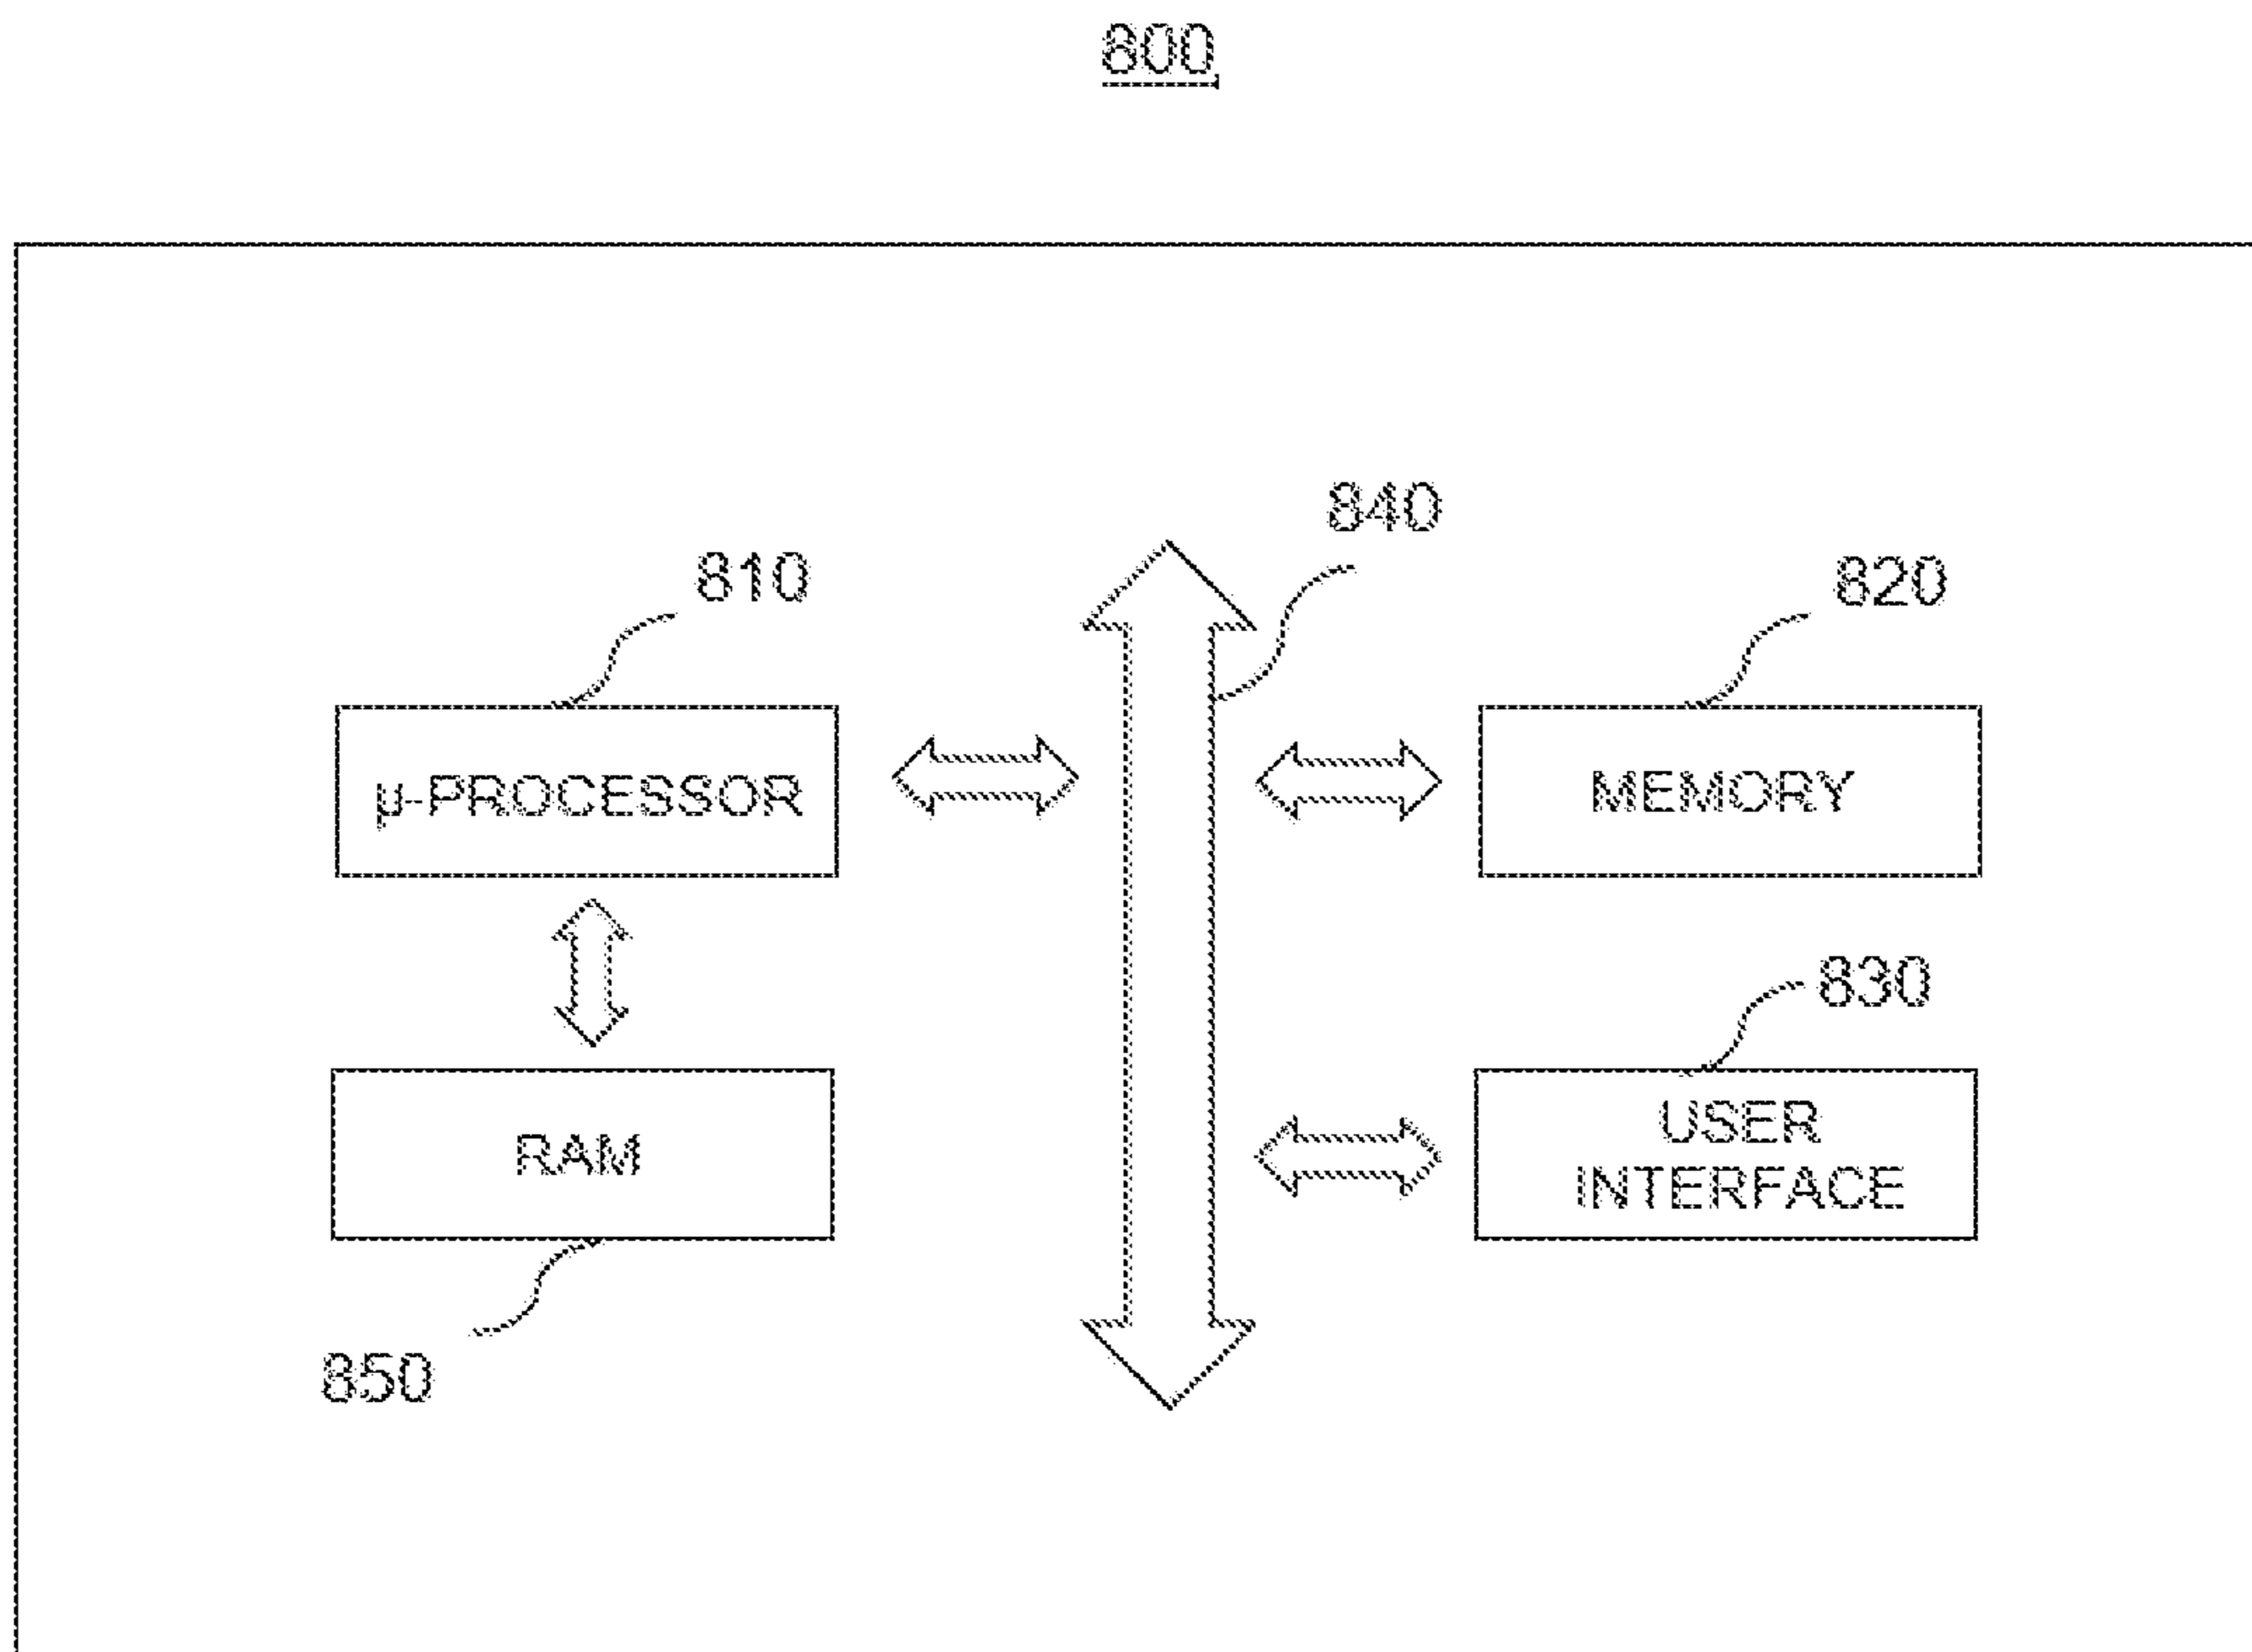 800
840
810
820
μ-PROCESSOR
MEMORY
830
RAM
USER
INTERFACE
850